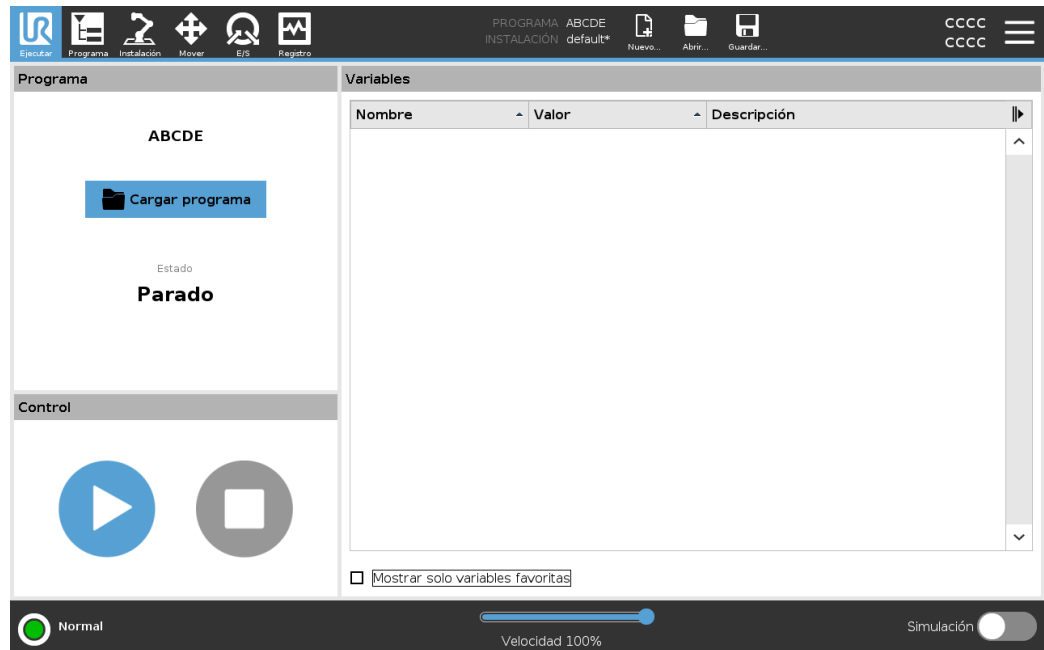 UR
PROGRAMA ABCDE
INSTALACIÓN default*
CCCC
CCCC
Ejecutar Programa Instalación Mover E/S Registro
Nuevo... Abrir... Guardar...
Programa
Variables
Nombre Valor Descripción
ABCDE
Cargar programa
Estado
Parado
Control
Mostrar solo variables favoritas
Normal
Velocidad 100%
Simulación